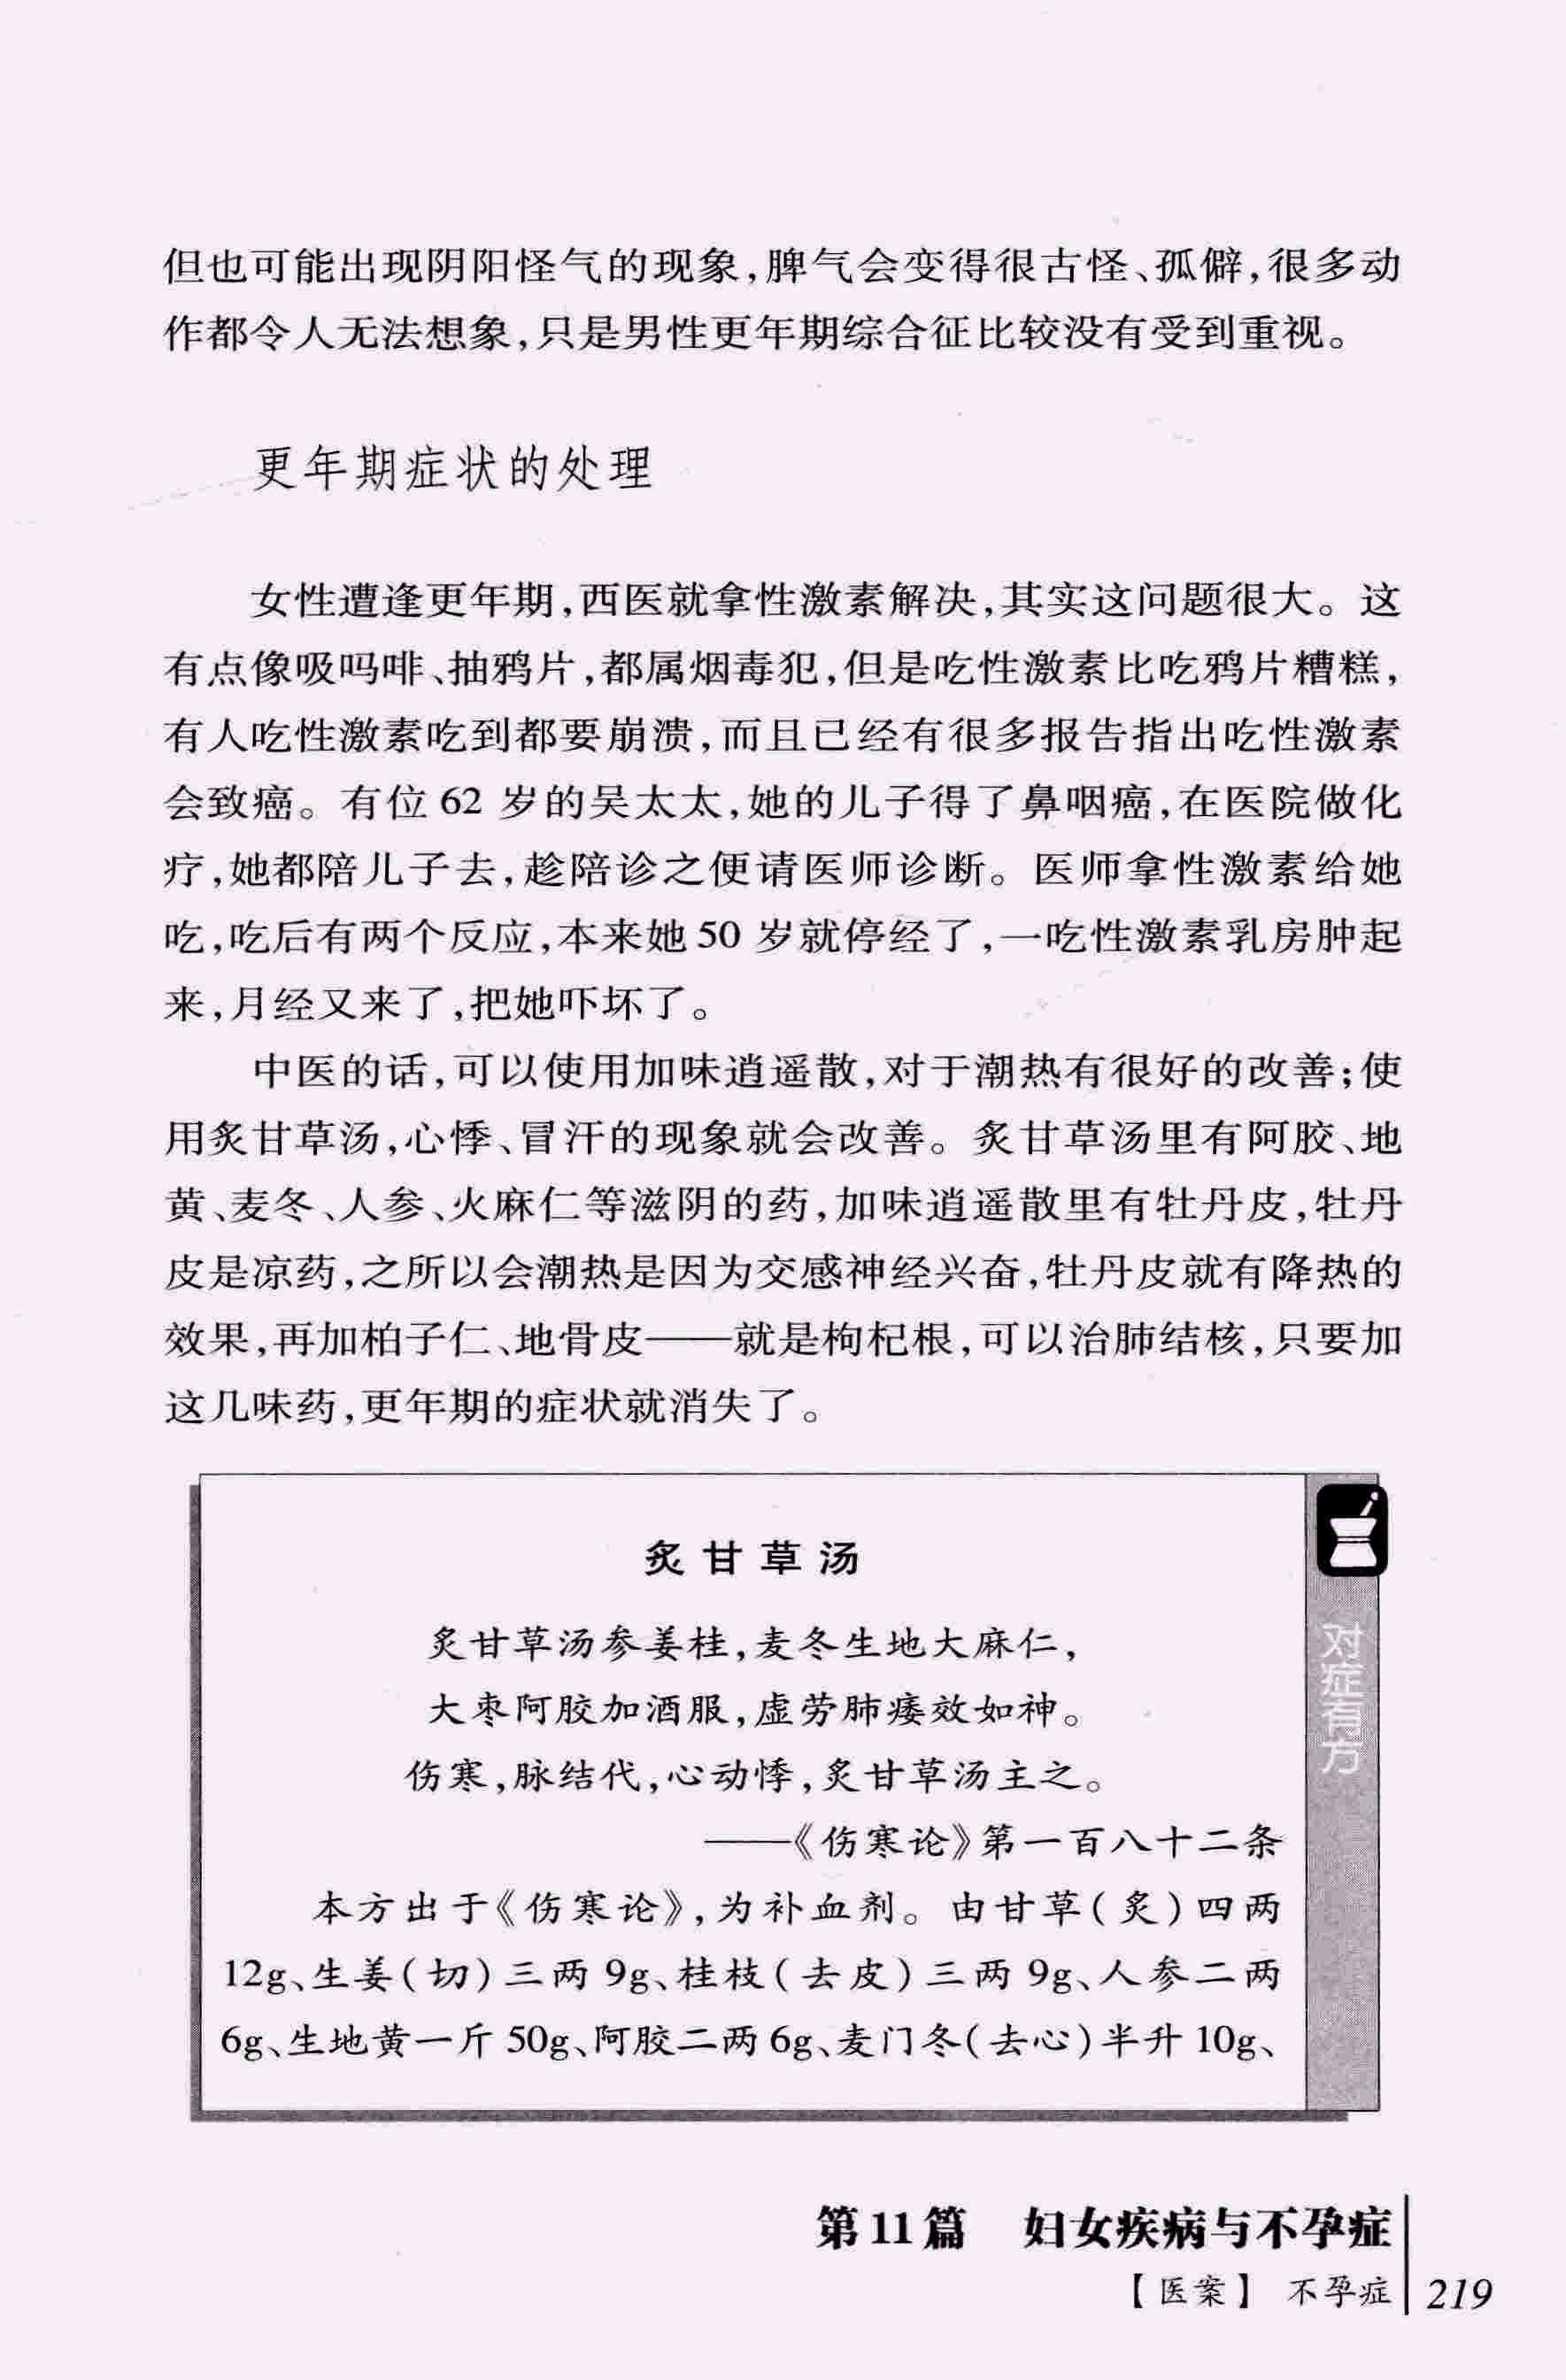 但也可能出现阴阳怪气的现象,脾气会变得很古怪、孤僻,很多动
作都令人无法想象,只是男性更年期综合征比较没有受到重视。
更年期症状的处理
女性遭逢更年期,西医就拿性激素解决,其实这问题很大。这
有点像吸吗啡、抽鸦片,都属烟毒犯,但是吃性激素比吃鸦片糟糕,
有人吃性激素吃到都要崩溃,而且已经有很多报告指出吃性激素
会致癌。有位 62 岁的吴太太,她的儿子得了鼻咽癌,在医院做化
疗,她都陪儿子去,趁陪诊之便请医师诊断。医师拿性激素给她
吃,吃后有两个反应,本来她 50 岁就停经了,一吃性激素乳房肿起
来,月经又来了,把她吓坏了。
中医的话,可以使用加味逍遥散,对于潮热有很好的改善;使
用炙甘草汤,心悸、冒汗的现象就会改善。炙甘草汤里有阿胶、地
黄、麦冬、人参、火麻仁等滋阴的药,加味逍遥散里有牡丹皮,牡丹
皮是凉药,之所以会潮热是因为交感神经兴奋,牡丹皮就有降热的
效果,再加柏子仁、地骨皮——就是枸杞根,可以治肺结核,只要加
这几味药,更年期的症状就消失了。
炙甘草汤
炙甘草汤参姜桂,麦冬生地大麻仁,
大枣阿胶加酒服,虚劳肺痿效如神。
伤寒,脉结代,心动悸,炙甘草汤主之。
——《伤寒论》第一百八十二条
本方出于《伤寒论》,为补血剂。由甘草(炙)四两
12g、生姜(切)三两 9g、桂枝(去皮)三两 9g、人参二两
6g、生地黄一斤 50g、阿胶二两 6g、麦门冬(去心)半升 10g、
对症有方
第11篇 妇女疾病与不孕症
【医案】 不孕症
219